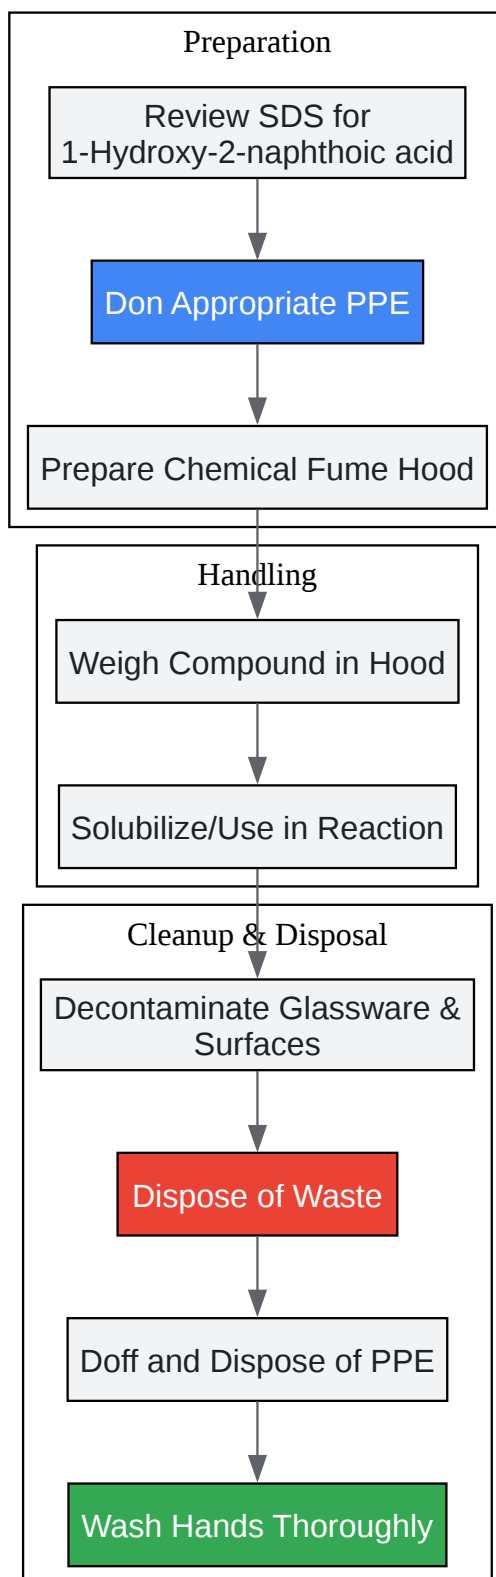 Preparation
Review SDS for
1-Hydroxy-2-naphthoic acid
Don Appropriate PPE
Prepare Chemical Fume Hood
Handling
Weigh Compound in Hood
Solubilize/Use in Reaction
Cleanup & Disposal
Decontaminate Glassware &
Surfaces
Dispose of Waste
Doff and Dispose of PPE
Wash Hands Thoroughly